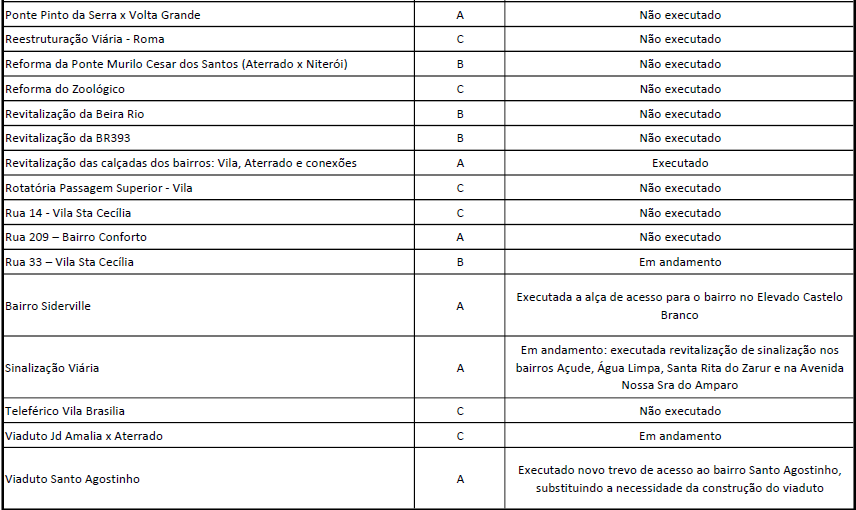 Ponte Pinto da Serra x Volta Grande A Não executado
Reestruturação Viária - Roma C Não executado
Reforma da Ponte Murilo Cesar dos Santos (Aterrado x Niterói) B Não executado
Reforma do Zoológico C Não executado
Revitalização da Beira Rio B Não executado
Revitalização da BR393 B Não executado
Revitalização das calçadas dos bairros: Vila, Aterrado e conexões A Executado
Rotatória Passagem Superior - Vila C Não executado
Rua 14 - Vila Sta Cecília C Não executado
Rua 209 – Bairro Conforto A Não executado
Rua 33 – Vila Sta Cecília B Em andamento
Bairro Siderville A Executada a alça de acesso para o bairro no Elevado Castelo
Branco
Sinalização Viária A Em andamento: executada revitalização de sinalização nos
bairros Açude, Água Limpa, Santa Rita do Zarur e na Avenida
Nossa Sra do Amparo
Teleférico Vila Brasilia C Não executado
Viaduto Jd Amalia x Aterrado C Em andamento
Viaduto Santo Agostinho A Executado novo trevo de acesso ao bairro Santo Agostinho,
substituindo a necessidade da construção do viaduto